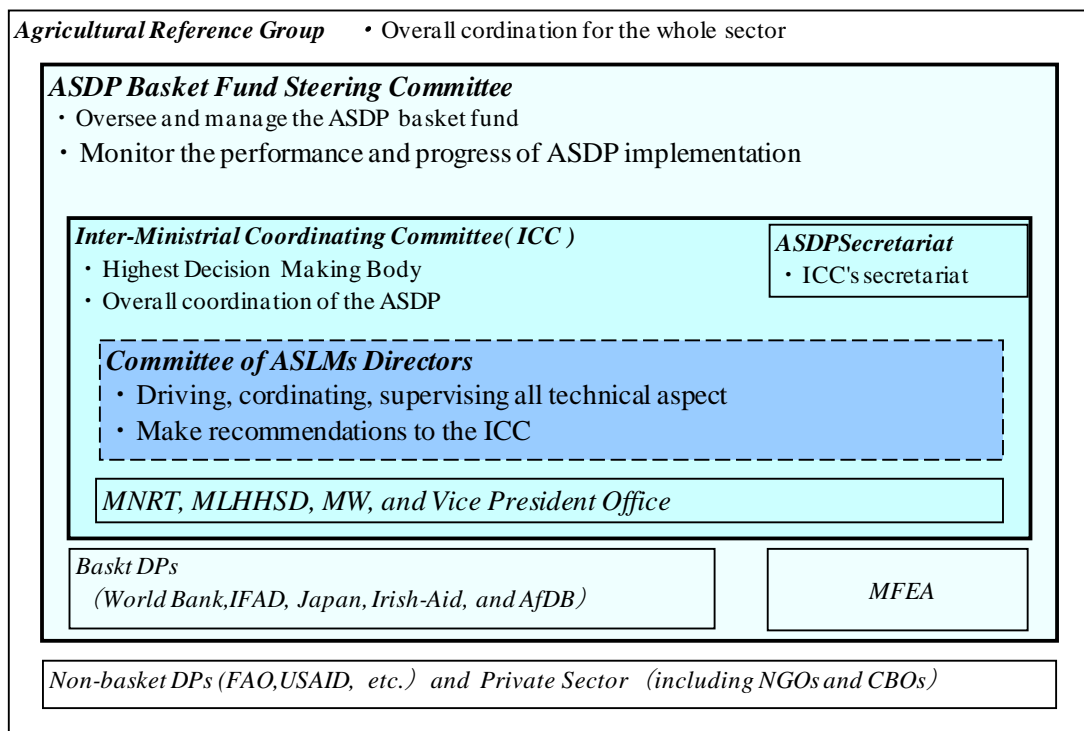 Agricultural Reference Group ・Overall cordination for the whole sector
ASDP Basket Fund Steering Committee
・Oversee and manage the ASDP basket fund
・Monitor the performance and progress of ASDP implementation
Inter-Ministrial Coordinating Committee( ICC )
・Highest Decision Making Body
・Overall coordination of the ASDP
ASDPSecretariat
・ICC's secretariat
Committee of ASLMs Directors
・Driving, cordinating, supervising all technical aspect
・Make recommendations to the ICC
MNRT, MLHHSD, MW, and Vice President Office
Baskt DPs
（World Bank,IFAD, Japan, Irish-Aid, and AfDB）
MFEA
Non-basket DPs (FAO,USAID, etc.）and Private Sector（including NGOs and CBOs）